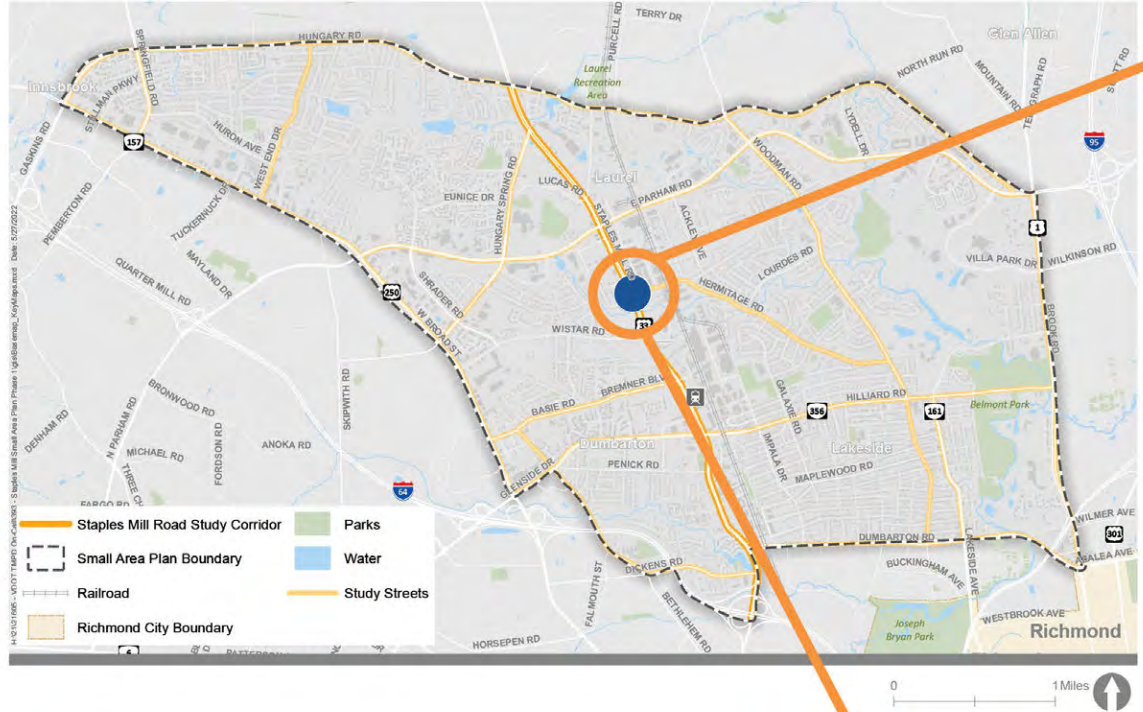 TERRY DR
HUNGARY RD
SPRINGFIELD RD
PURCELL RD
Glen Allen
NORTH RUN RD
MOUNTAIN RD
TELEGRAPH RD
SCOTT RD
Laurel
Recreation
Area
Innsbrook
STILLMAN PKWY
GASKINS RD
157
HURON AVE
WEST END DR
LYDELL DR
95
WOODMAN RD
LUCAS RD
Laurel
E PARHAM RD
EUNICE DR
HUNGARY SPRING RD
STAPLES MILL RD
ACKLEY AVE
PEMBERTON RD
TUCKERNUCK DR
1
LOURDES RD
VILLA PARK DR
WILKINSON RD
MAYLAND DR
QUARTER MILL RD
SHRADER RD
HERMITAGE RD
250
W BROAD ST
WISTAR RD
33
BROOK RD
BREMNER BLVD
BASIE RD
BRONWOOD RD
SKIPWITH RD
GALAXIE RD
HILLIARD RD
356
161
Belmont Park
DENHAM RD
N PARHAM RD
MICHAEL RD
FORDSON RD
ANOKA RD
Dumbarton
IMPALA DR
Lakeside
PENICK RD
MAPLEWOOD RD
GLENSIDE DR
64
FARGO RD
WILMER AVE
301
AZALEA AVE
DUMBARTON RD
LAKESIDE AVE
BUCKINGHAM AVE
DICKENS RD
FALMOUTH ST
BETHLEHEM RD
HORSEPEN RD
WESTBROOK AVE
Joseph
Bryan Park
Richmond
Staples Mill Road Study Corridor
Parks
Small Area Plan Boundary
Water
Railroad
Study Streets
Richmond City Boundary
6
0
1 Miles